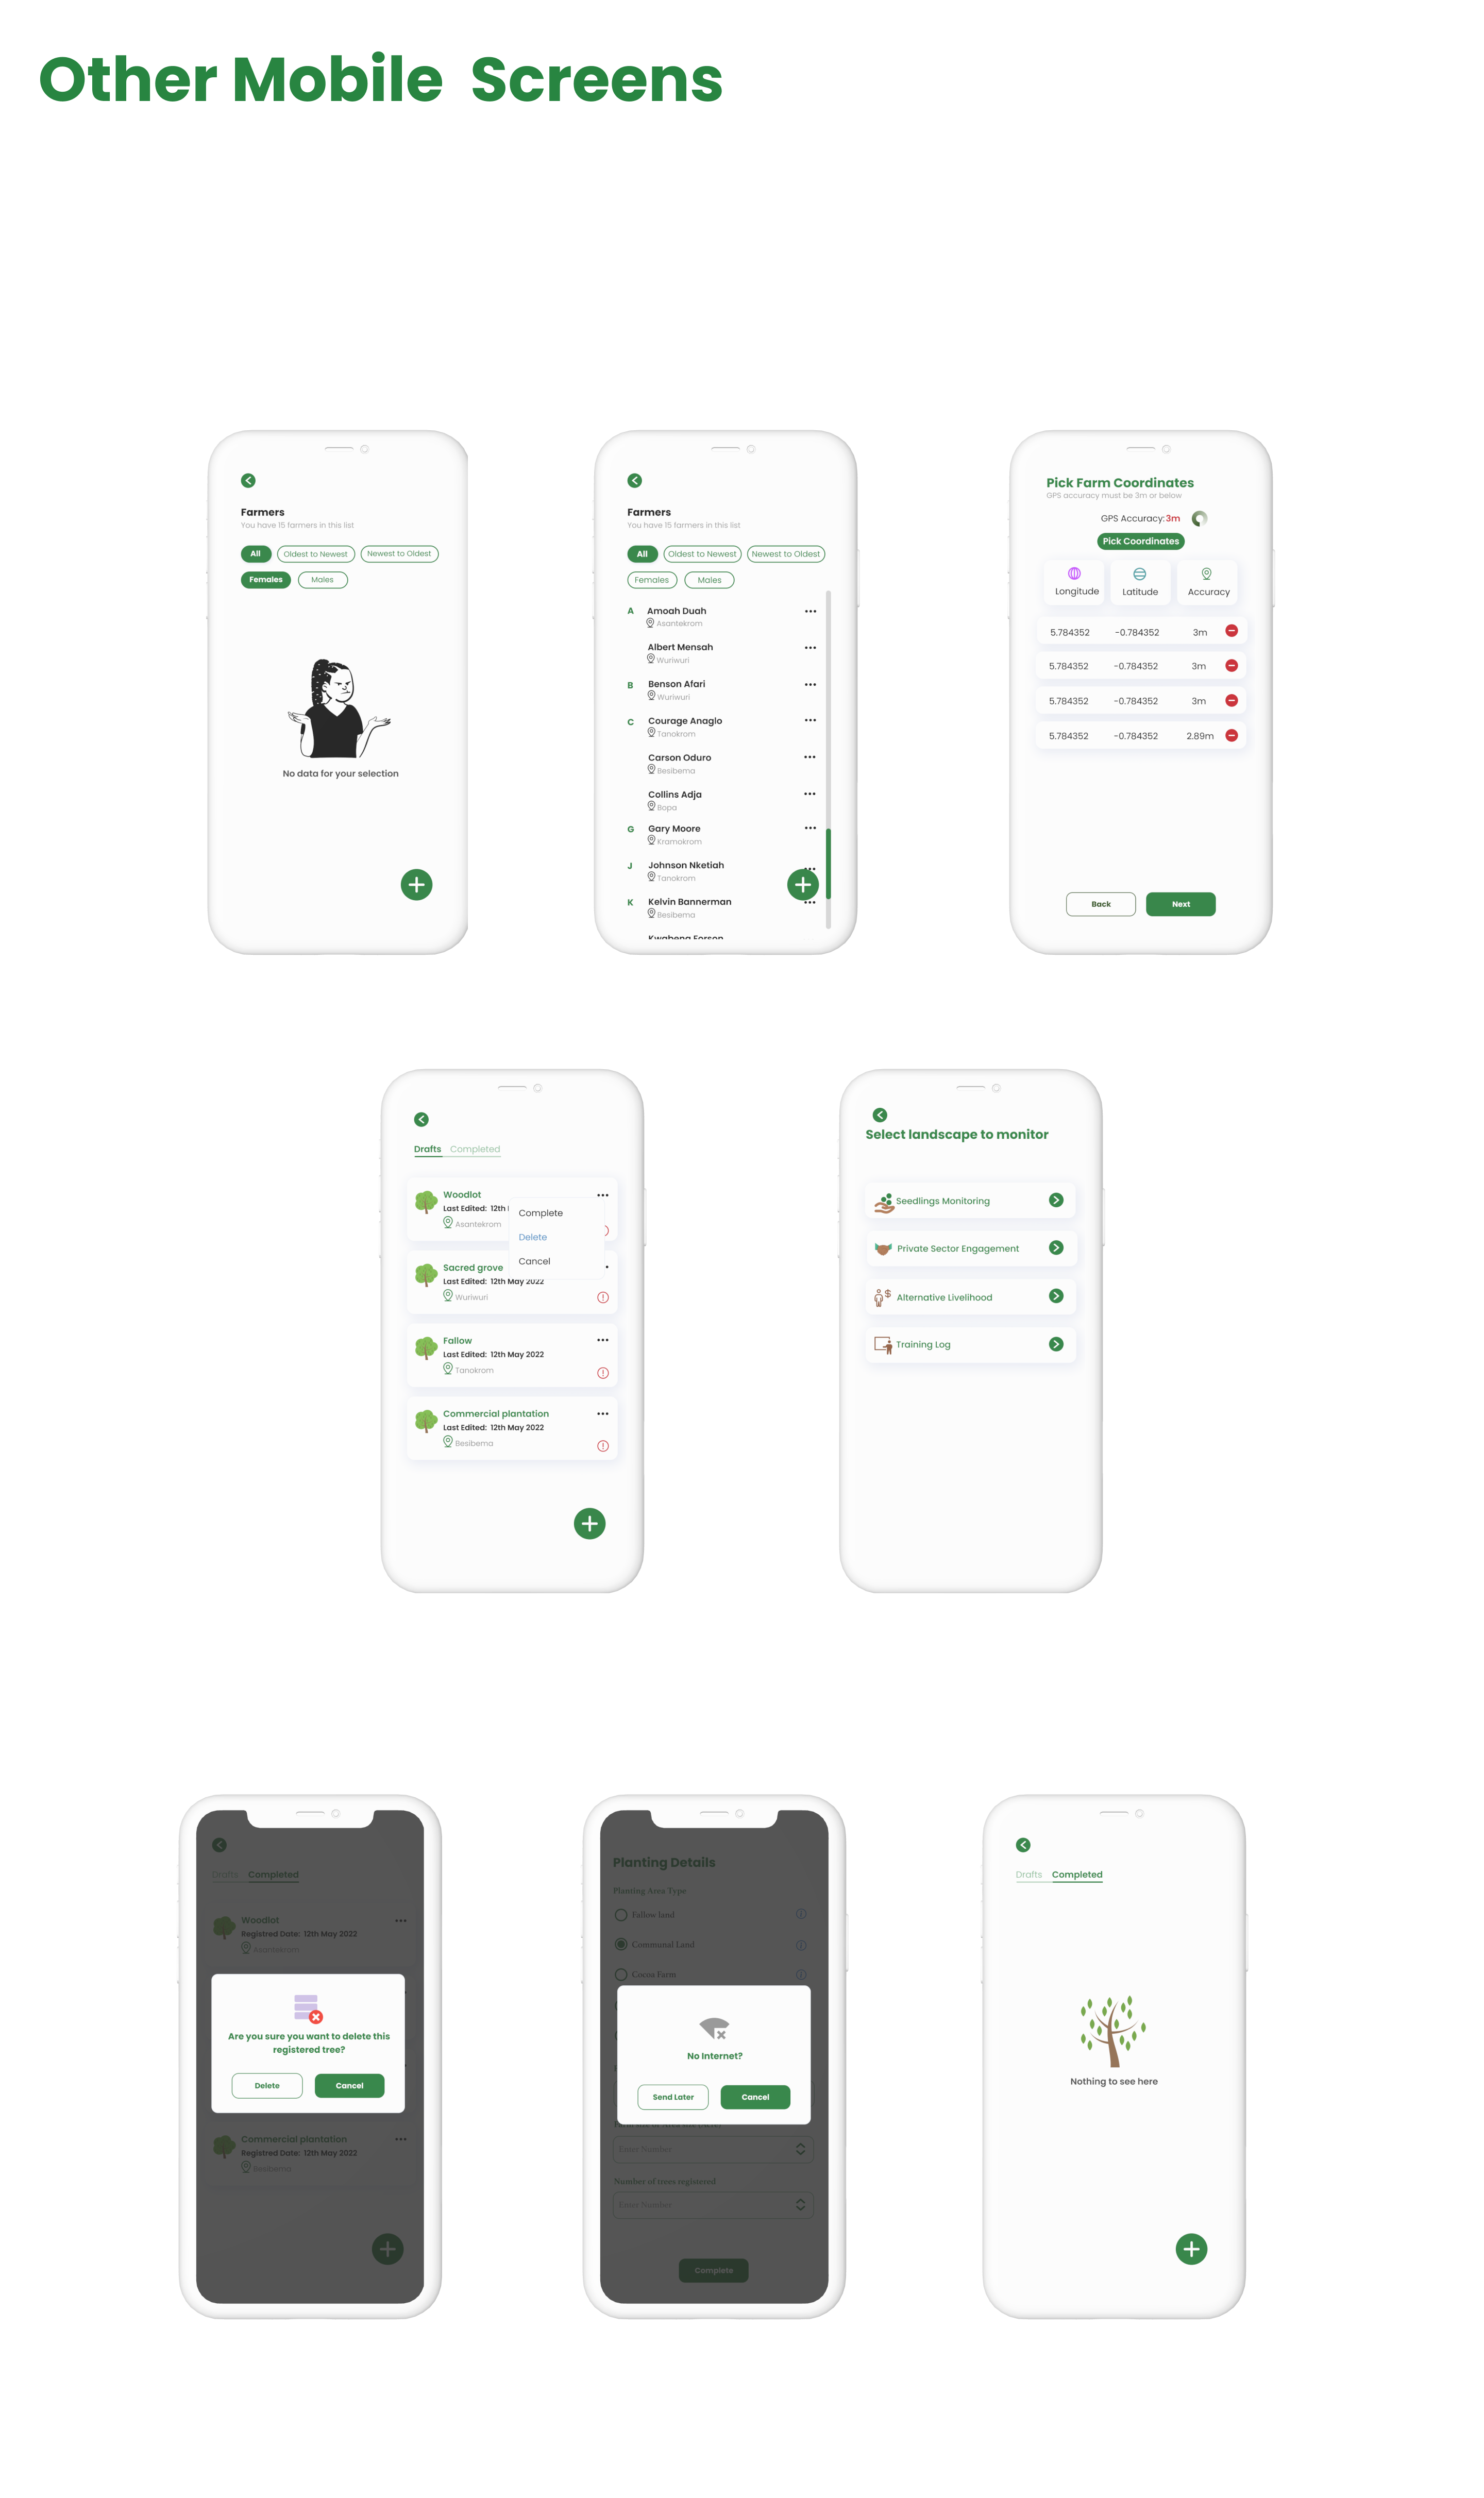 Other Mobile Screens
Farmers
You have 15 farmers in this list
All
Oldest to Newest
Newest to Oldest
Females
Males
No data for your selection
Farmers
You have 15 farmers in this list
All
Oldest to Newest
Newest to Oldest
Females
Males
A
Amoah Duah
Asantekrom
Albert Mensah
Wuriwuri
B
Benson Afari
Wuriwuri
C
Courage Anaglo
Tanokrom
Carson Oduro
Besibema
Collins Adja
Bopa
G
Gary Moore
Kramokrom
J
Johnson Nketiah
Tanokrom
K
Kelvin Bannerman
Besibema
Kwabena Forson
Pick Farm Coordinates
GPS accuracy must be 3m or below
GPS Accuracy: 3m
Pick Coordinates
Longitude
Latitude
Accuracy
5.784352 -0.784352 3m
5.784352 -0.784352 3m
5.784352 -0.784352 3m
5.784352 -0.784352 2.89m
Back
Next
Drafts
Completed
Woodlot
Last Edited: 12th
Asantekrom
Complete
Delete
Cancel
Sacred grove
Last Edited: 12th May 2022
Wuriwuri
Fallow
Last Edited: 12th May 2022
Tanokrom
Commercial plantation
Last Edited: 12th May 2022
Besibema
Select landscape to monitor
Seedlings Monitoring
Private Sector Engagement
Alternative Livelihood
Training Log
Drafts
Completed
Woodlot
Registred Date: 12th May 2022
Asantekrom
Are you sure you want to delete this
registered tree?
Delete
Cancel
Commercial plantation
Registred Date: 12th May 2022
Besibema
Planting Details
Planting Area Type
Fallow land
Communal Land
Cocoa Farm
No Internet?
Send Later
Cancel
Enter Number
Number of trees registered
Enter Number
Complete
Drafts
Completed
Nothing to see here